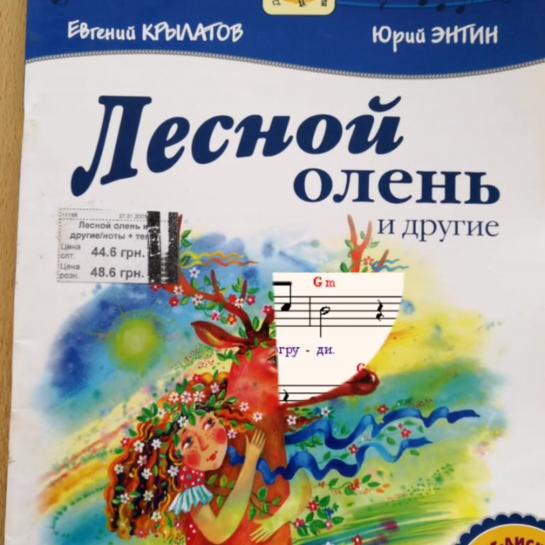 Евгений КРЫЛАТОВ
Юрий ЭНТИН
Лесной
олень
и другие
Лесной олень и
другие/ноты + те
Цена
опт.
44.6 грн.
Цена
розн.
48.6 грн.
Gm
гру - ди.